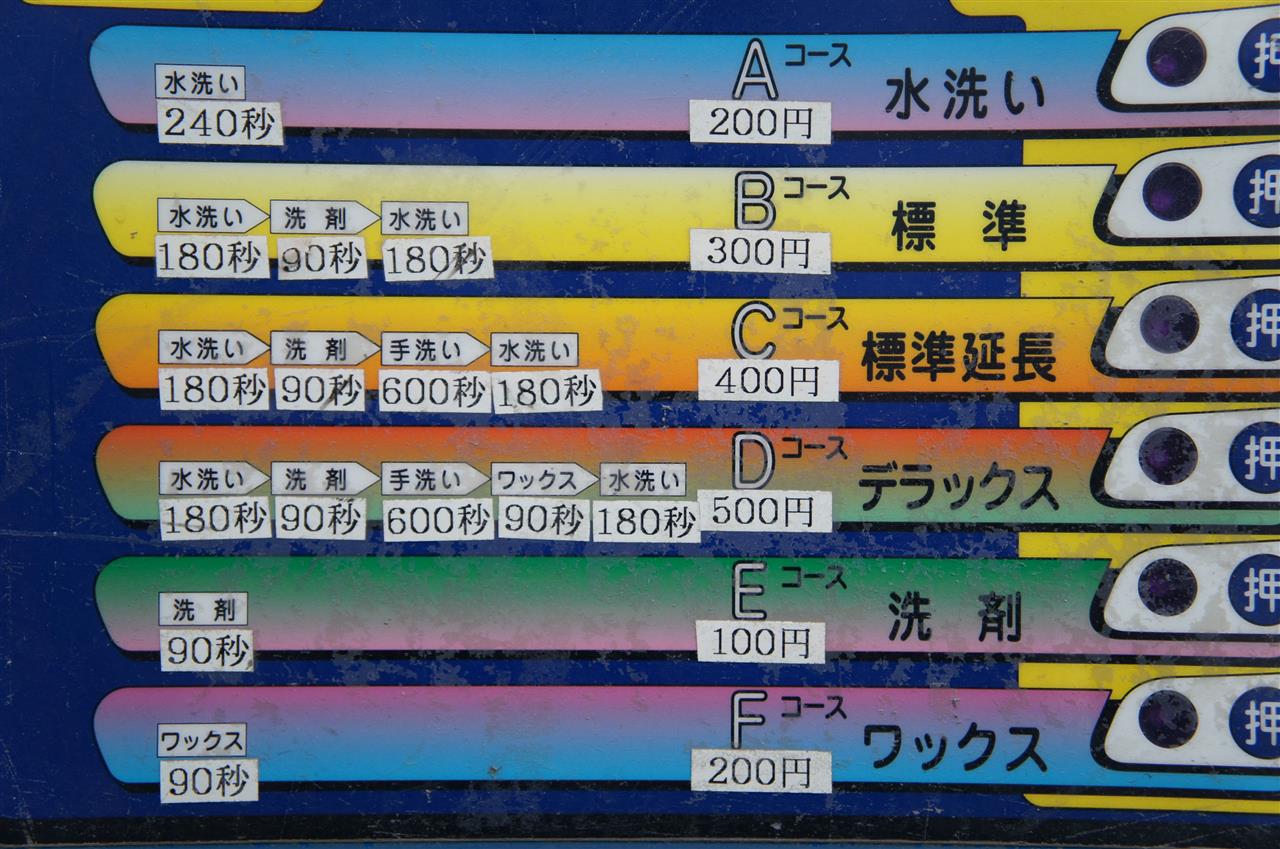 水洗い
240秒
Aコース
200円
水洗い
押
水洗い 洗剤 水洗い
180秒 90秒 180秒
Bコース
300円
標準
押
水洗い 洗剤 手洗い 水洗い
180秒 90秒 600秒 180秒
Cコース
400円
標準延長
押
水洗い 洗剤 手洗い ワックス 水洗い
180秒 90秒 600秒 90秒 180秒
Dコース
500円
デラックス
押
洗剤
90秒
Eコース
100円
洗剤
押
ワックス
90秒
Fコース
200円
ワックス
押